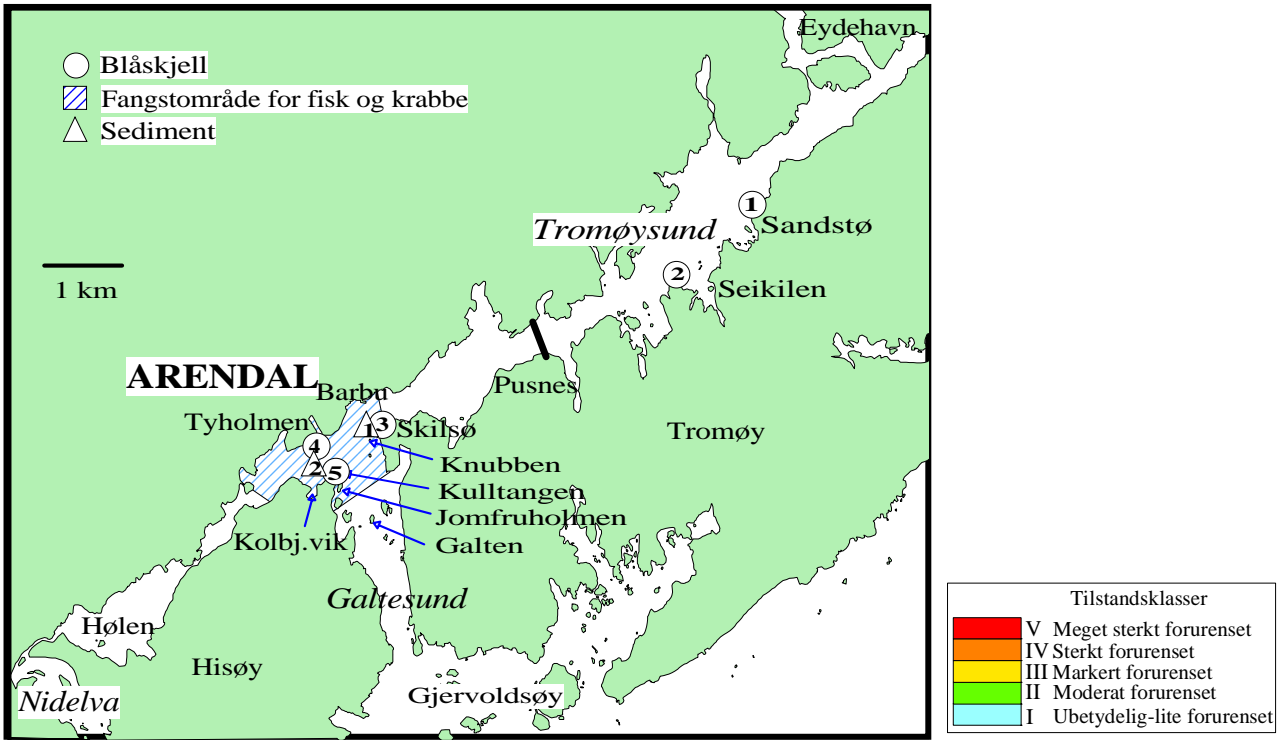 Eydehavn
Blåskjell
Fangstområde for fisk og krabbe
Sediment
1
Sandstø
Tromøysund
2
Seikilen
1 km
ARENDAL
Barbu
Pusnes
Tyholmen
3
Skilsø
1
Tromøy
4
Knubben
2
5
Kulltangen
Jomfruholmen
Kolbj.vik
Galten
Galtesund
Hølen
Hisøy
Gjervoldsøy
Nidelva
Tilstandsklasser
V Meget sterkt forurenset
IV Sterkt forurenset
III Markert forurenset
II Moderat forurenset
I Ubetydelig-lite forurenset